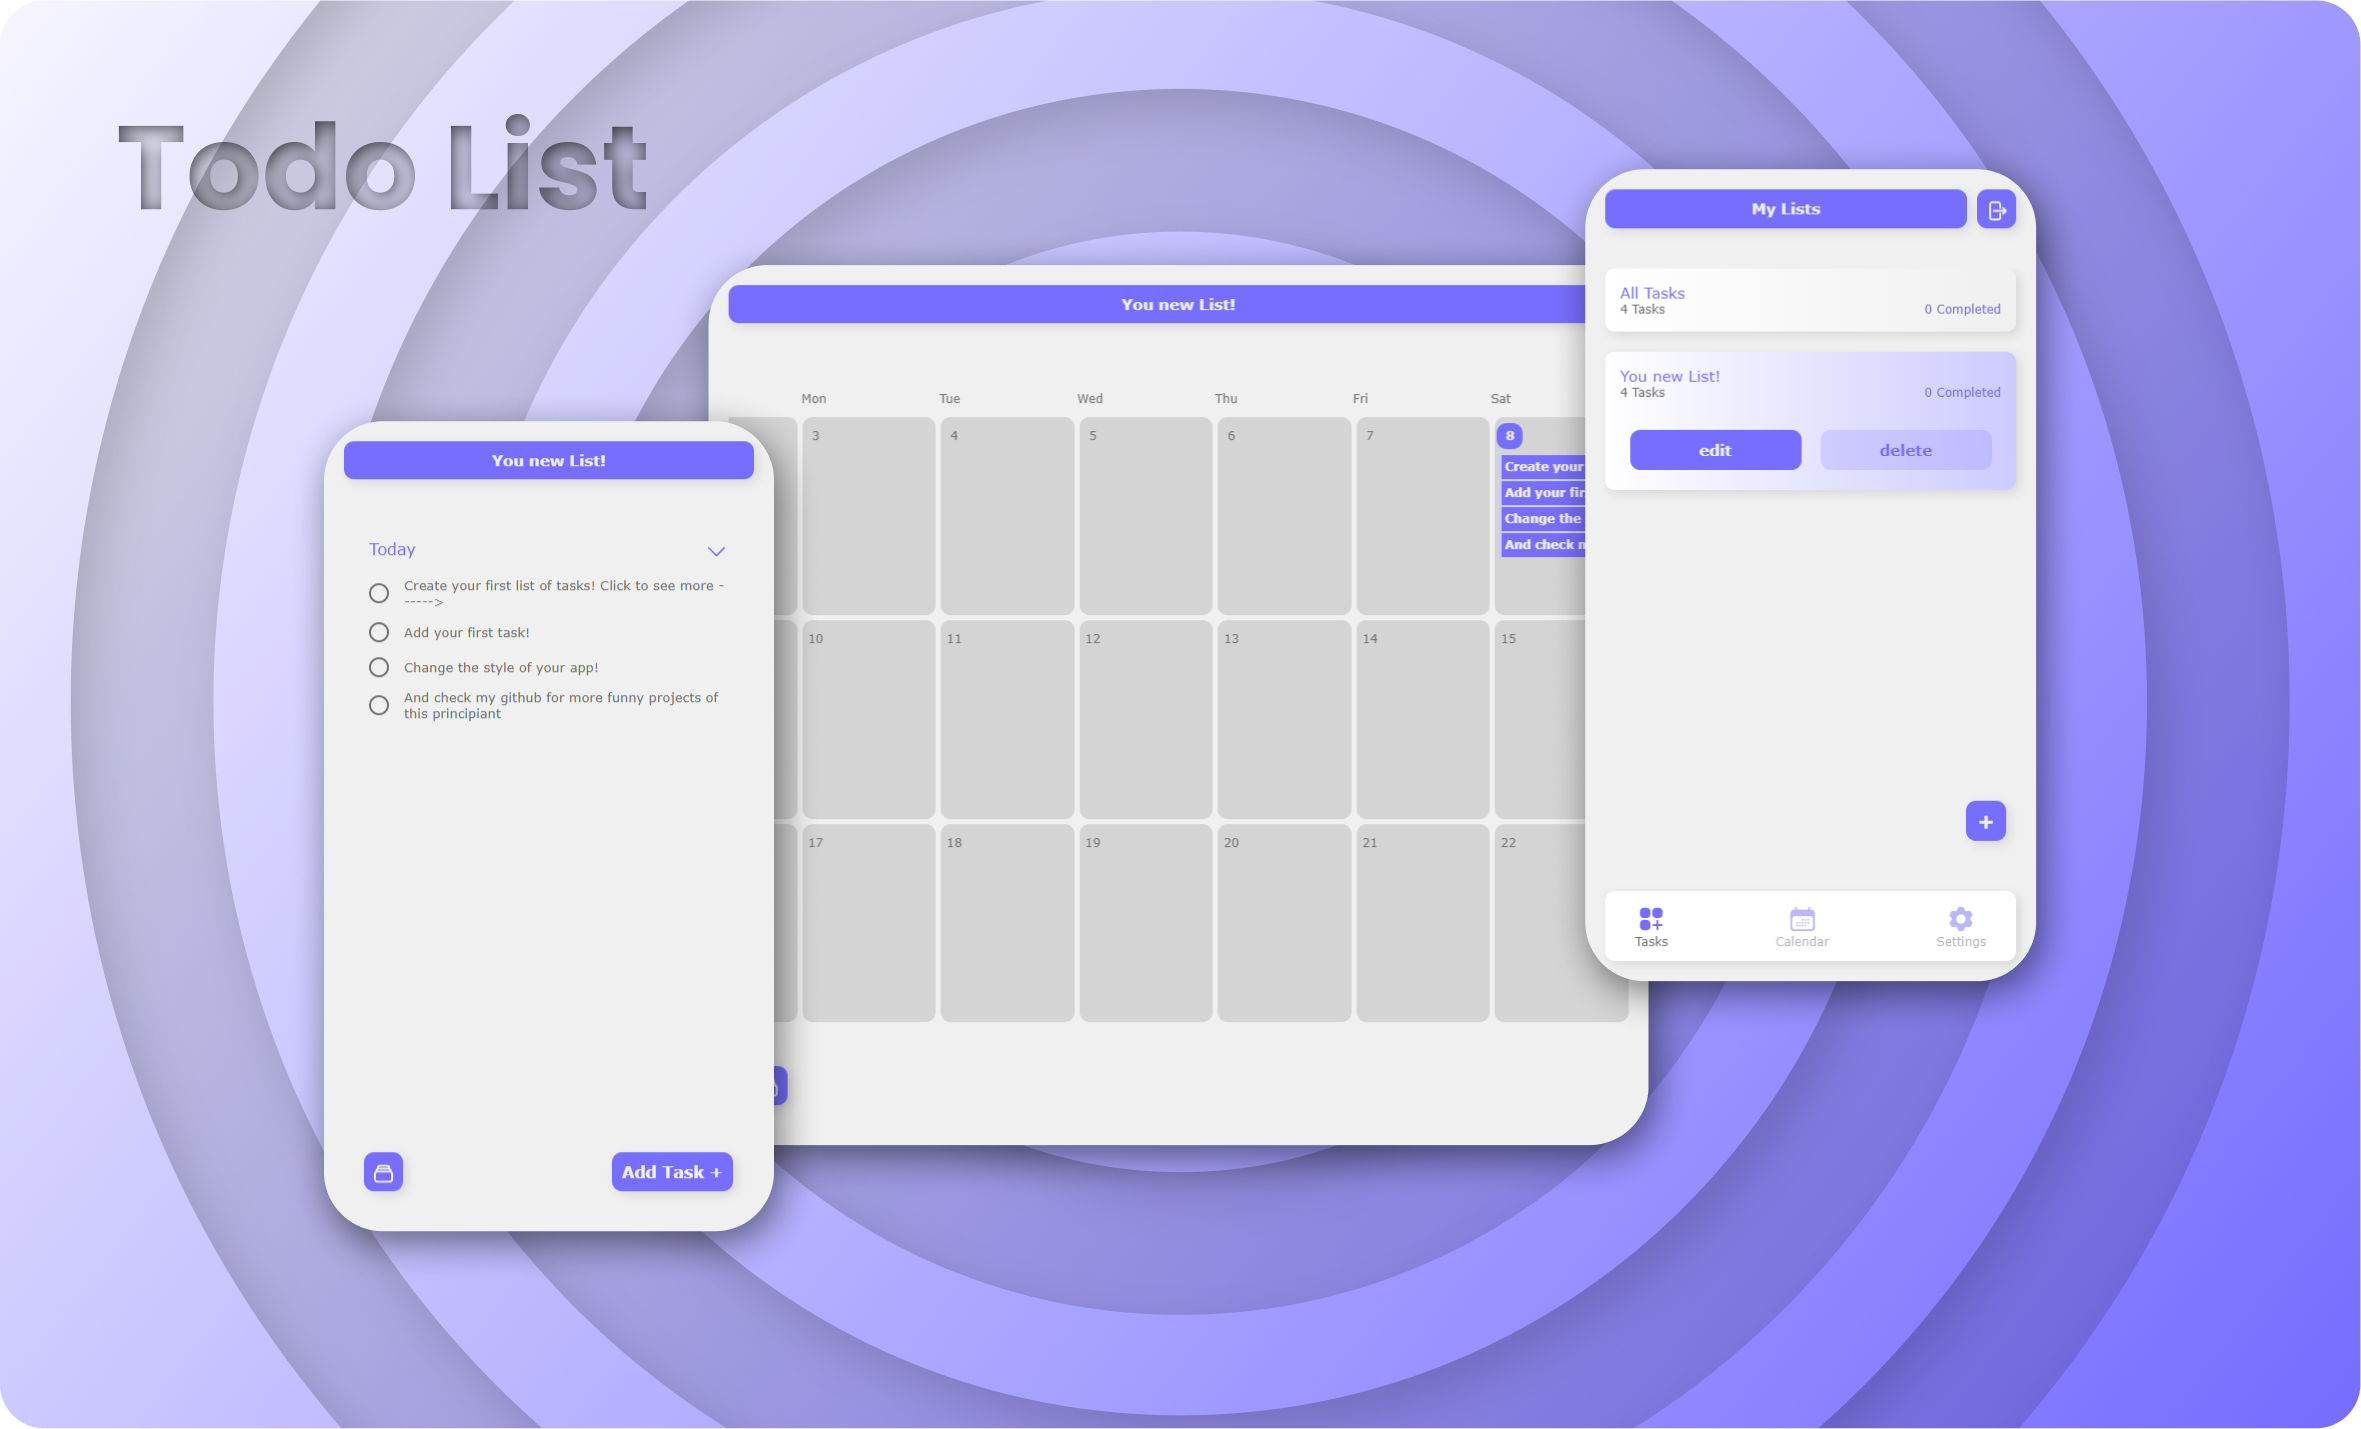 Todo List
You new List!
Today
Create your first list of tasks! Click to see more -
----->
Add your first task!
Change the style of your app!
And check my github for more funny projects of
this principiant
Add Task +
You new List!
Mon Tue Wed Thu Fri Sat
3 4 5 6 7 8
Create your
Add your fir
Change the
And check
10 11 12 13 14 15
17 18 19 20 21 22
My Lists
All Tasks
4 Tasks 0 Completed
You new List!
4 Tasks 0 Completed
edit delete
+
Tasks Calendar Settings